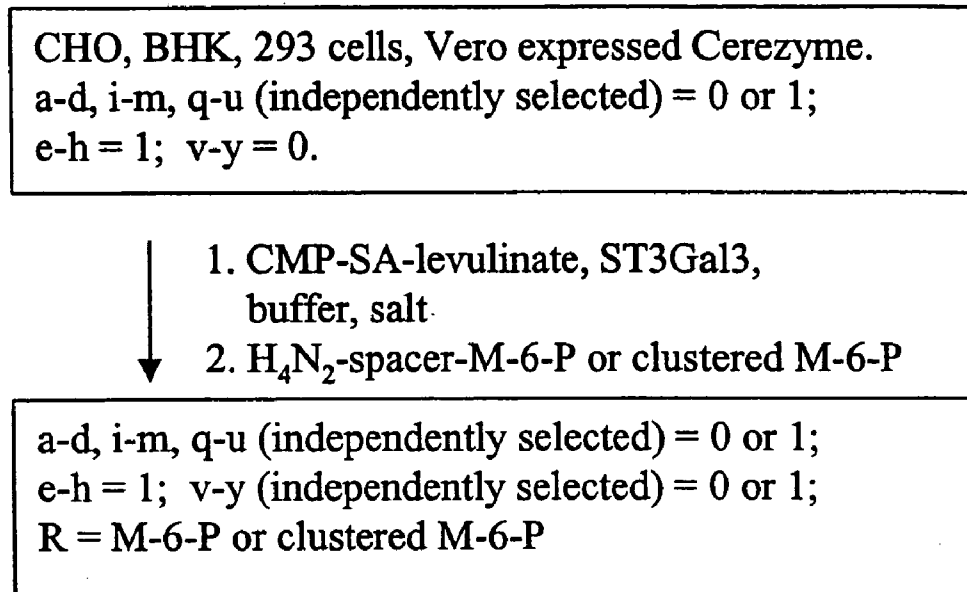 CHO, BHK, 293 cells, Vero expressed Cerezyme.
a-d, i-m, q-u (independently selected) = 0 or 1;
e-h = 1; v-y = 0.
1. CMP-SA-levulinate, ST3Gal3,
buffer, salt
2. H₄N₂-spacer-M-6-P or clustered M-6-P
a-d, i-m, q-u (independently selected) = 0 or 1;
e-h = 1; v-y (independently selected) = 0 or 1;
R = M-6-P or clustered M-6-P